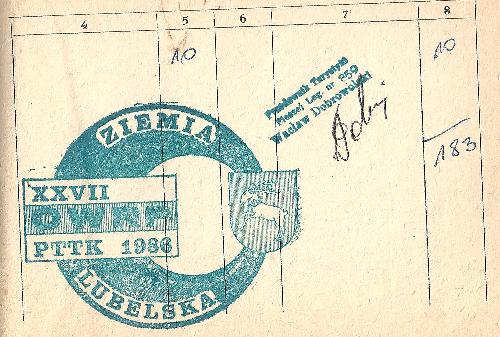 4 5 6 7 8
10
10
Przodownik Turystyki
Pieszej Leg. nr 859
Wacław Dobrowolski
183
ZIEMIA
XXVII
OWRP
PTTK 1986
LUBELSKA